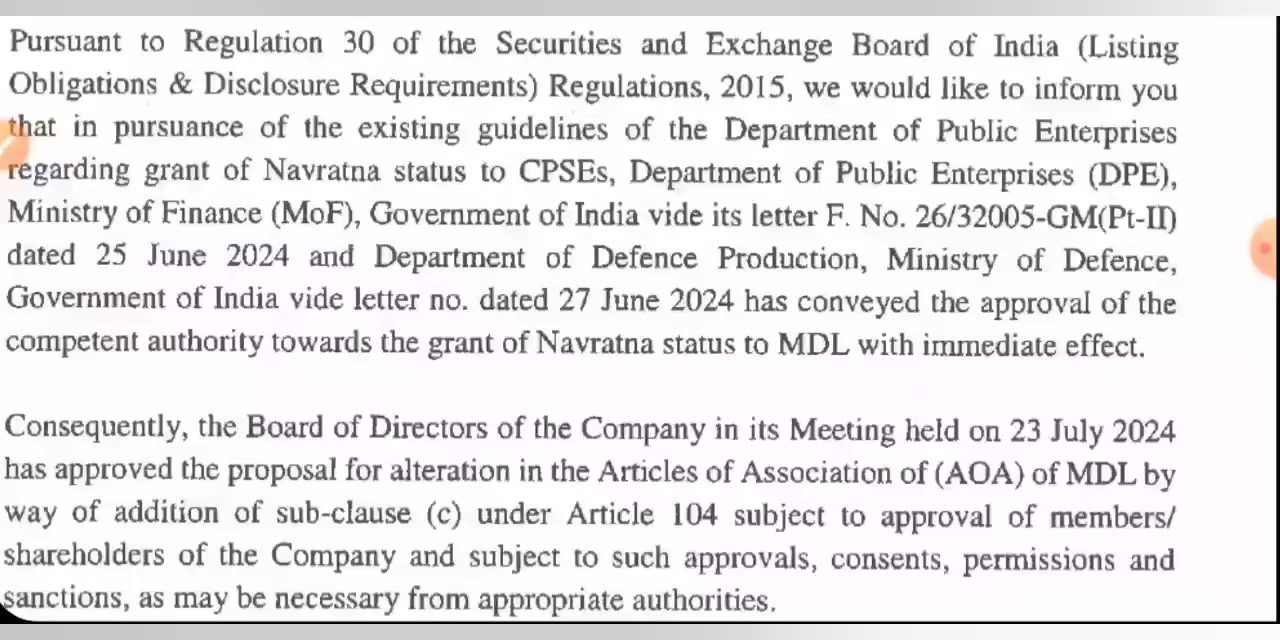 Pursuant to Regulation 30 of the Securities and Exchange Board of India (Listing
Obligations & Disclosure Requirements) Regulations, 2015, we would like to inform you
that in pursuance of the existing guidelines of the Department of Public Enterprises
regarding grant of Navratna status to CPSEs, Department of Public Enterprises (DPE),
Ministry of Finance (MoF), Government of India vide its letter F. No. 26/32005-GM(Pt-II)
dated 25 June 2024 and Department of Defence Production, Ministry of Defence,
Government of India vide letter no. dated 27 June 2024 has conveyed the approval of the
competent authority towards the grant of Navratna status to MDL with immediate effect.
Consequently, the Board of Directors of the Company in its Meeting held on 23 July 2024
has approved the proposal for alteration in the Articles of Association of (AOA) of MDL by
way of addition of sub-clause (c) under Article 104 subject to approval of members/
shareholders of the Company and subject to such approvals, consents, permissions and
sanctions, as may be necessary from appropriate authorities.